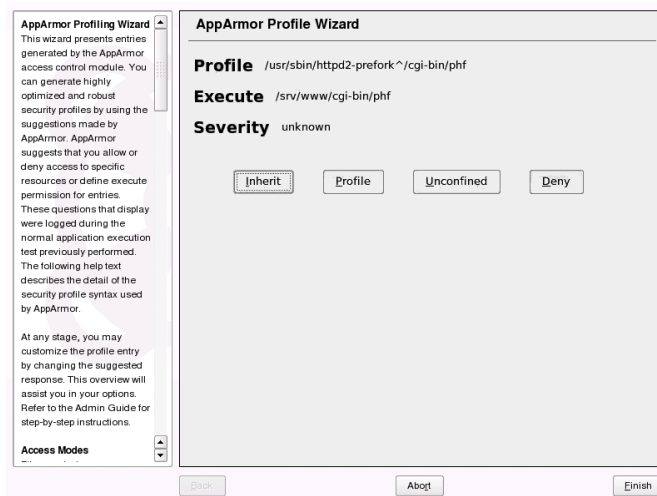 AppArmor Profiling Wizard
This wizard presents entries
generated by the AppArmor
access control module. You
can generate highly
optimized and robust
security profiles by using the
suggestions made by
AppArmor. AppArmor
suggests that you allow or
deny access to specific
resources or define execute
permission for entries.
These questions that display
were logged during the
normal application execution
test previously performed.
The following help text
describes the detail of the
security profile syntax used
by AppArmor.
At any stage, you may
customize the profile entry
by changing the suggested
response. This overview will
assist you in your options.
Refer to the Admin Guide for
step-by-step instructions.
Access Modes
AppArmor Profile Wizard
Profile /usr/sbin/httpd2-prefork^/cgi-bin/phf
Execute /srv/www/cgi-bin/phf
Severity unknown
Inherit Profile Unconfined Deny
Back Abort Finish